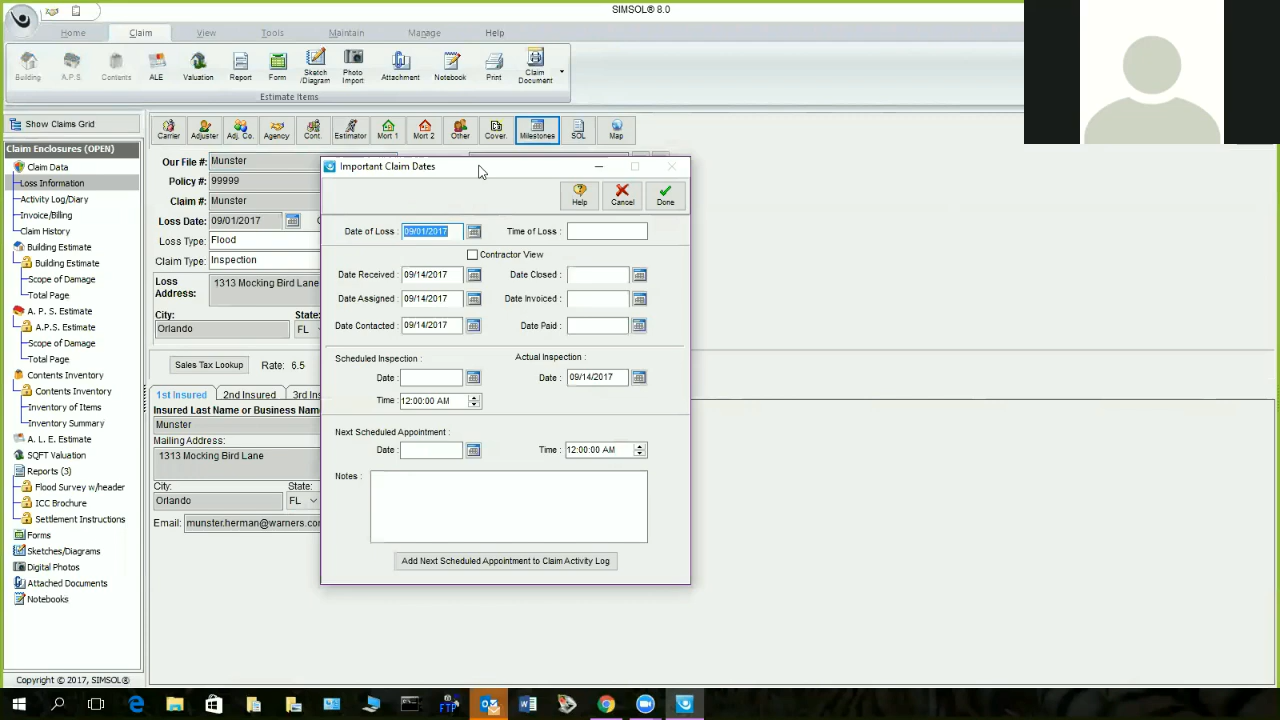 SIMSOL® 8.0
Home Claim View Tools Maintain Manage Help
Building A.P.S. Contents ALE Valuation Report Form Sketch /Diagram Photo Import Attachment Notebook Print Claim Document
Estimate Items
Show Claims Grid
Claim Enclosures (OPEN)
Claim Data
Loss Information
Activity Log/Diary
Invoice/Billing
Claim History
Building Estimate
Building Estimate
Scope of Damage
Total Page
A. P. S. Estimate
A.P.S. Estimate
Scope of Damage
Total Page
Contents Inventory
Contents Inventory
Inventory of Items
Inventory Summary
A. L. E. Estimate
SQFT Valuation
Reports (3)
Flood Survey w/header
ICC Brochure
Settlement Instructions
Forms
Sketches/Diagrams
Digital Photos
Attached Documents
Notebooks
Copyright © 2017, SIMSOL®
Carrier Adjuster Adj. Co. Agency Cont. Estimator Mort 1 Mort 2 Other Cover. Milestones SOL Map
Our File #: Munster
Policy #: 99999
Claim #: Munster
Loss Date: 09/01/2017
Loss Type: Flood
Claim Type: Inspection
Loss Address: 1313 Mocking Bird Lane
City: State:
Orlando FL
Sales Tax Lookup Rate: 6.5
1st Insured 2nd Insured 3rd Ins
Insured Last Name or Business Nam
Munster
Mailing Address:
1313 Mocking Bird Lane
City: State:
Orlando FL
Email: munster.herman@warners.cor
Important Claim Dates
Help Cancel Done
Date of Loss : 09/01/2017 Time of Loss :
Contractor View
Date Received : 09/14/2017 Date Closed :
Date Assigned : 09/14/2017 Date Invoiced :
Date Contacted : 09/14/2017 Date Paid :
Scheduled Inspection : Actual Inspection :
Date : Date : 09/14/2017
Time : 12:00:00 AM
Next Scheduled Appointment :
Date : Time : 12:00:00 AM
Notes :
Add Next Scheduled Appointment to Claim Activity Log
FTP